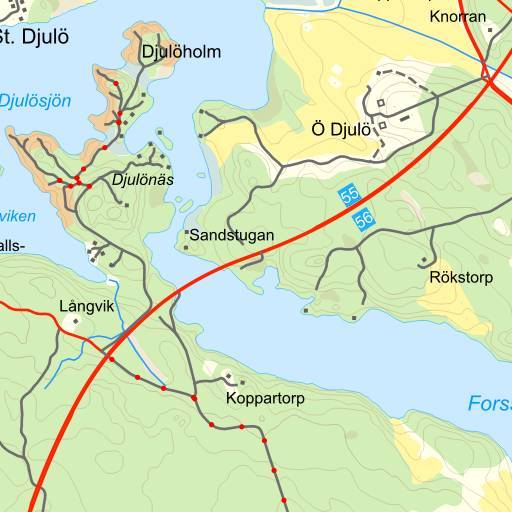 Knorran
St. Djulö
Djulöholm
Djulösjön
Ö Djulö
Djulönäs
55
56
viken
Sandstugan
alls-
Rökstorp
Långvik
Koppartorp
Fors